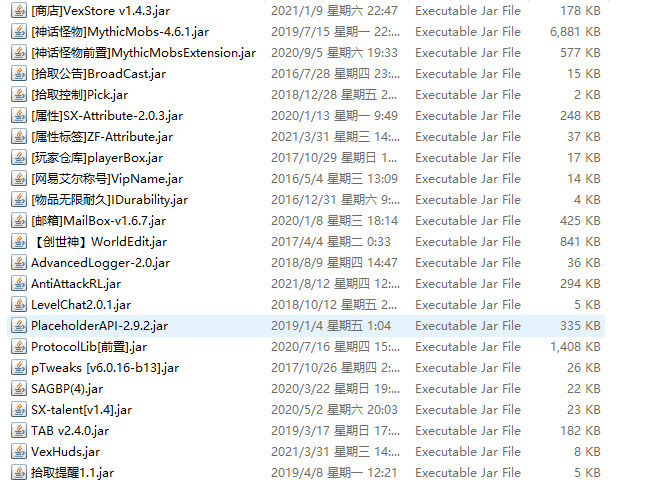 [商店]VexStore v1.4.3.jar 2021/1/9 星期六 22:47 Executable Jar File 178 KB
[神话怪物]MythicMobs-4.6.1.jar 2019/7/15 星期一 22:... Executable Jar File 6,881 KB
[神话怪物前置]MythicMobsExtension.jar 2020/9/5 星期六 19:33 Executable Jar File 577 KB
[拾取公告]BroadCast.jar 2016/7/28 星期四 23:... Executable Jar File 15 KB
[拾取控制]Pick.jar 2018/12/28 星期五 2... Executable Jar File 2 KB
[属性]SX-Attribute-2.0.3.jar 2020/1/13 星期一 9:49 Executable Jar File 248 KB
[属性标签]ZF-Attribute.jar 2021/3/31 星期三 14:... Executable Jar File 37 KB
[玩家仓库]playerBox.jar 2017/10/29 星期日 1... Executable Jar File 17 KB
[网易艾尔称号]VipName.jar 2016/5/4 星期三 13:09 Executable Jar File 14 KB
[物品无限耐久]IDurability.jar 2016/12/31 星期六 9... Executable Jar File 4 KB
[邮箱]MailBox-v1.6.7.jar 2020/1/8 星期三 18:14 Executable Jar File 425 KB
【创世神】WorldEdit.jar 2017/4/4 星期二 0:33 Executable Jar File 841 KB
AdvancedLogger-2.0.jar 2018/8/9 星期四 14:47 Executable Jar File 36 KB
AntiAttackRL.jar 2021/8/12 星期四 12:... Executable Jar File 294 KB
LevelChat2.0.1.jar 2018/10/12 星期五 2... Executable Jar File 5 KB
PlaceholderAPI-2.9.2.jar 2019/1/4 星期五 1:04 Executable Jar File 335 KB
ProtocolLib[前置].jar 2020/7/16 星期四 15:... Executable Jar File 1,408 KB
pTweaks [v6.0.16-b13].jar 2017/10/26 星期四 2... Executable Jar File 26 KB
SAGBP(4).jar 2020/3/22 星期日 19:... Executable Jar File 22 KB
SX-talent[v1.4].jar 2020/5/2 星期六 20:03 Executable Jar File 23 KB
TAB v2.4.0.jar 2019/3/17 星期日 17:... Executable Jar File 182 KB
VexHuds.jar 2021/3/31 星期三 14:... Executable Jar File 8 KB
拾取提醒1.1.jar 2019/4/8 星期一 12:21 Executable Jar File 5 KB